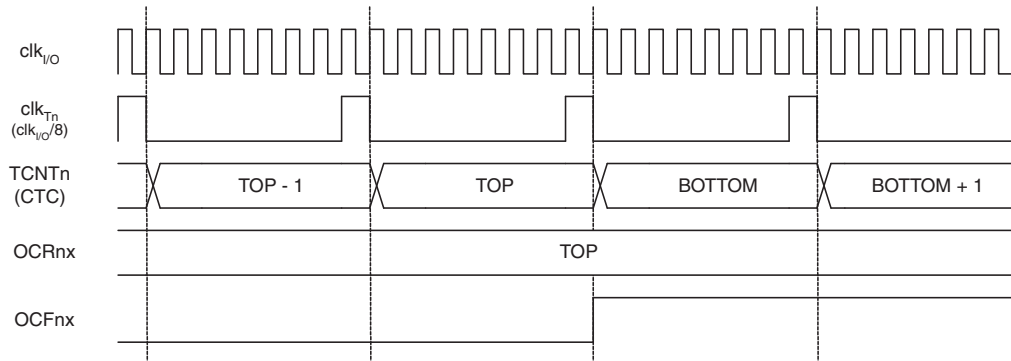 clkI/O
clkTn
(clkI/O/8)
TCNTn
(CTC)
TOP - 1
TOP
BOTTOM
BOTTOM + 1
OCRnx
TOP
OCFnx